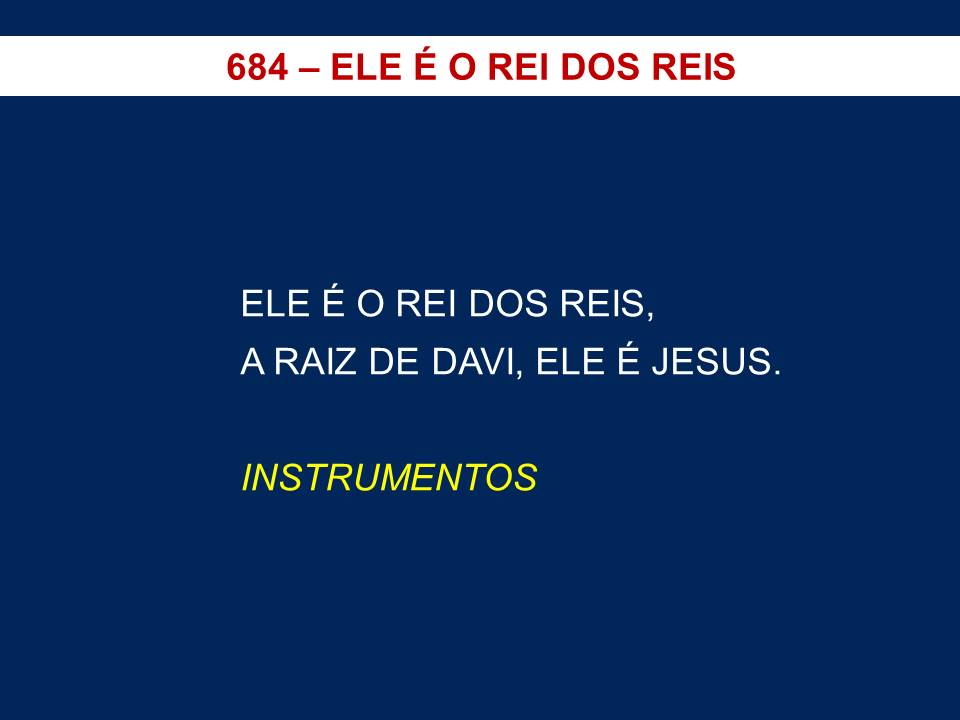 684 – ELE É O REI DOS REIS
ELE É O REI DOS REIS,
A RAIZ DE DAVI, ELE É JESUS.
INSTRUMENTOS